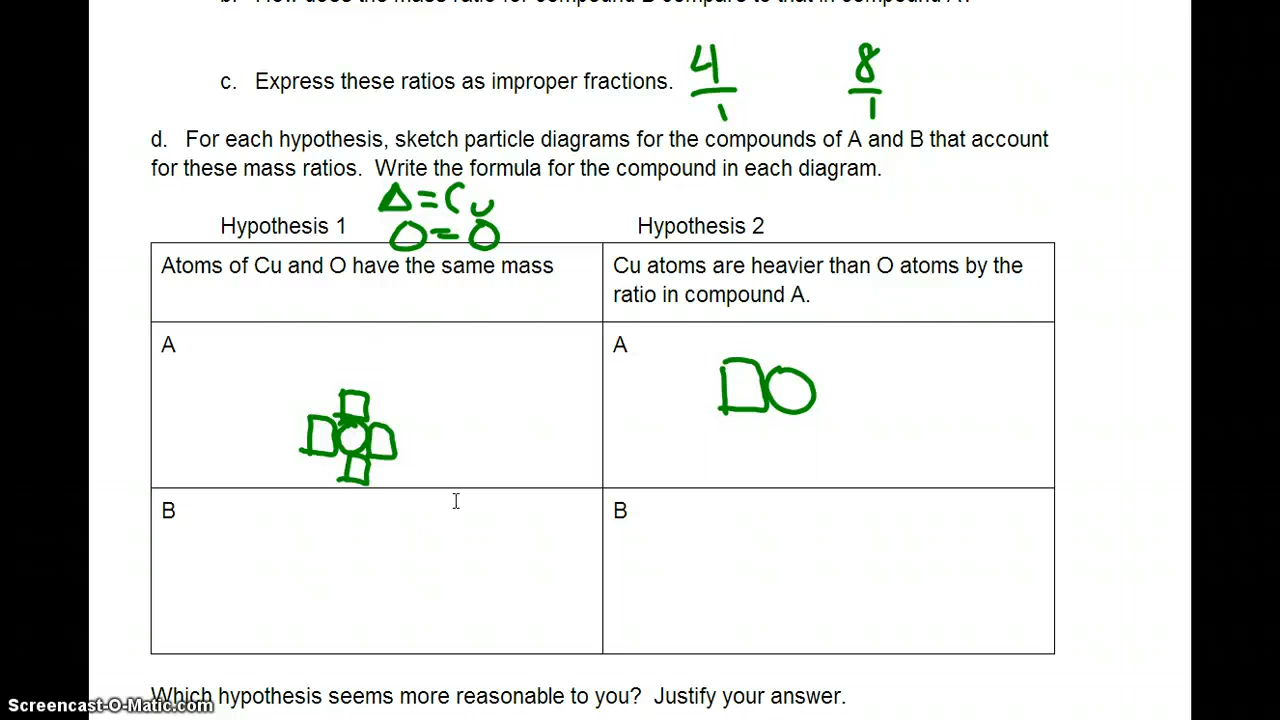 c. Express these ratios as improper fractions. 4/1 8/1
d. For each hypothesis, sketch particle diagrams for the compounds of A and B that account
for these mass ratios. Write the formula for the compound in each diagram.
Δ = Cu
Hypothesis 1 O = O Hypothesis 2
Atoms of Cu and O have the same mass
Cu atoms are heavier than O atoms by the
ratio in compound A.
A
A
B
B
Which hypothesis seems more reasonable to you? Justify your answer.
Screencast-O-Matic.com